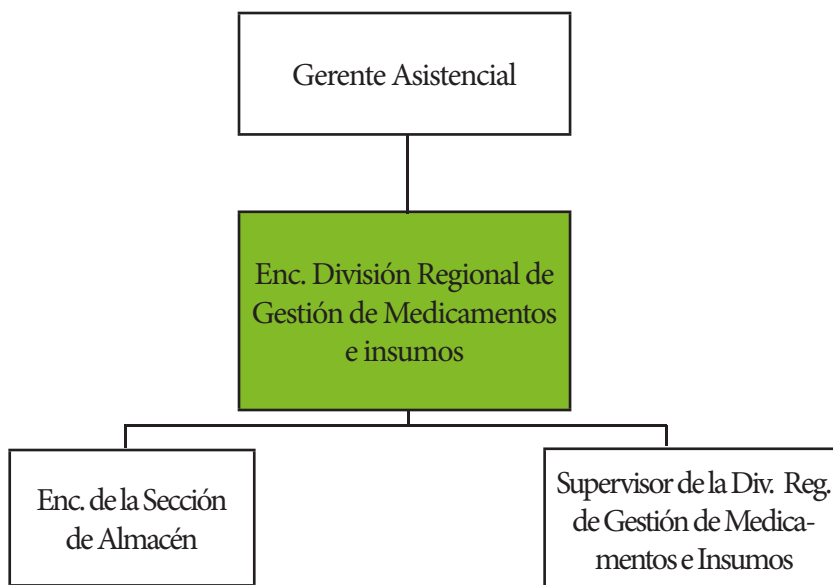 Gerente Asistencial
Enc. División Regional de
Gestión de Medicamentos
e insumos
Enc. de la Sección
de Almacén
Supervisor de la Div. Reg.
de Gestión de Medica-
mentos e Insumos